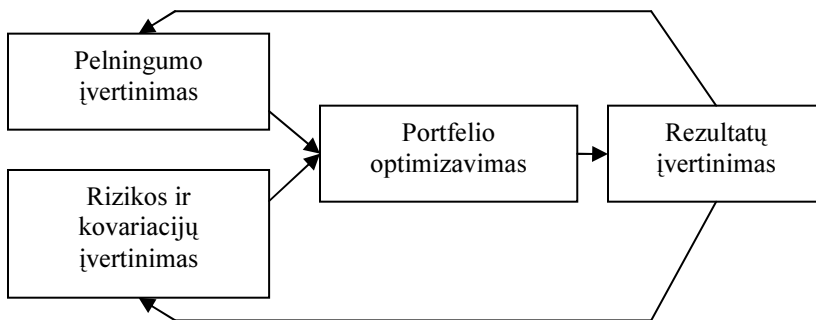 Pelningumo
įvertinimas
Rizikos ir
kovariacijų
įvertinimas
Portfelio
optimizavimas
Rezultatų
įvertinimas